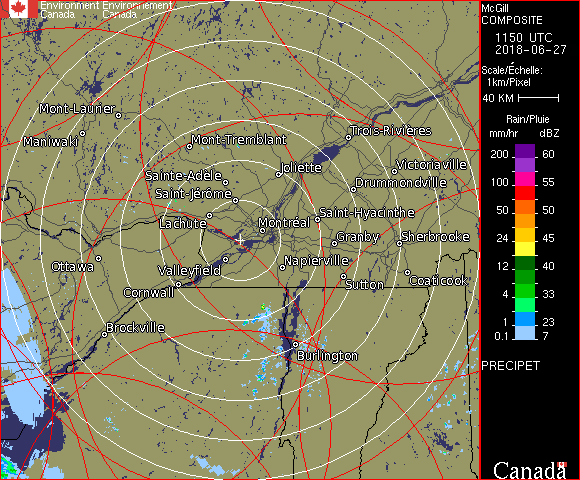 Environment Environnement
Canada Canada
McGill
COMPOSITE
1150 UTC
2018-06-27
Scale/Échelle:
1km/Pixel
40 KM
Rain/Pluie
mm/hr dBZ
200 60
100 55
50 50
24 45
12 40
4 33
1 23
0.1 7
PRECIPET
Canada
Mont-Laurier
Maniwaki
Mont-Tremblant
Trois-Rivières
Joliette
Victoriaville
Sainte-Adèle
Drummondville
Saint-Jérôme
Lachute
Montréal
Saint-Hyacinthe
Granby
Sherbrooke
Ottawa
Valleyfield
Napierville
Cornwall
Sutton
Coaticook
Brockville
Burlington